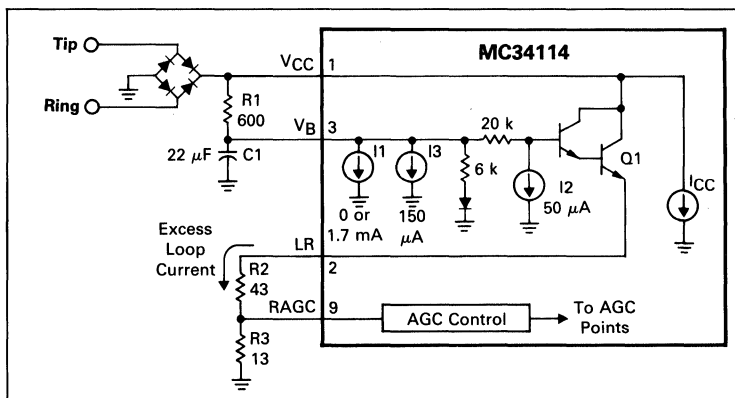 Tip
Ring
MC34114
VCC
1
R1
600
VB
3
22 µF
C1
I1
0 or
1.7 mA
I3
150
µA
6 k
20 k
I2
50 µA
Q1
ICC
Excess
Loop
Current
LR
2
R2
43
RAGC
9
AGC Control
To AGC
Points
R3
13